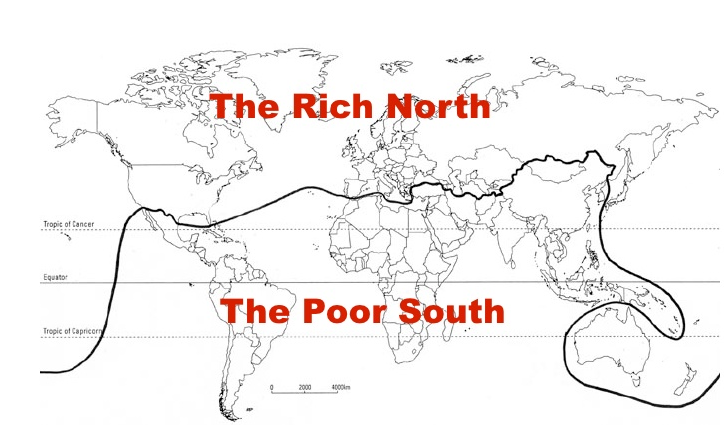 The Rich North
Tropic of Cancer
Equator
The Poor South
Tropic of Capricorn
0 2000 4000km